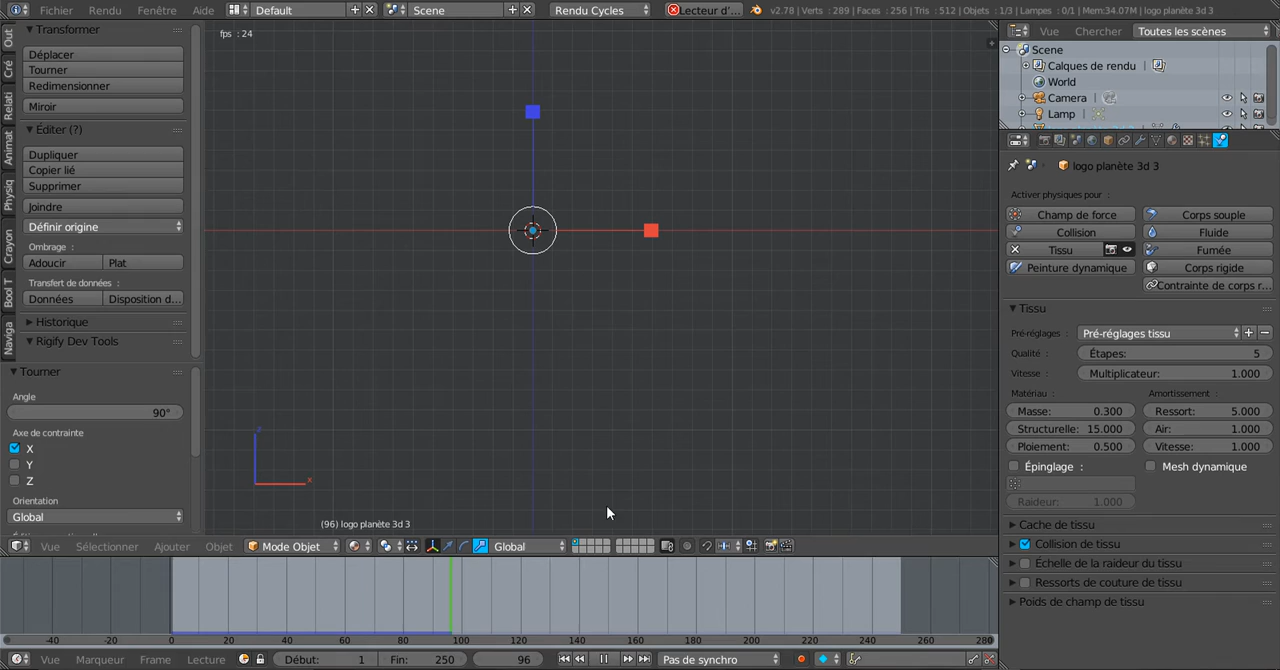 Fichier Rendu Fenêtre Aide Default Scene Rendu Cycles Lecteur d'... v2.78 | Verts : 289 | Faces : 256 | Tris : 512 | Objets : 1/3 | Lampes : 0/1 | Mem:34.07M | logo planète 3d 3
Out
Cré
Relati
Animat
Physiq
Crayon
Bool T
Naviga
Transformer
Déplacer
Tourner
Redimensionner
Miroir
Éditer (?)
Dupliquer
Copier lié
Supprimer
Joindre
Définir origine
Ombrage :
Adoucir Plat
Transfert de données :
Données Disposition d...
Historique
Rigify Dev Tools
Tourner
Angle
90°
Axe de contrainte
X
Y
Z
Orientation
Global
fps : 24
z
x
(96) logo planète 3d 3
Vue Sélectionner Ajouter Objet Mode Objet Global
-40 -20 0 20 40 60 80 100 120 140 160 180 200 220 240 260 280
Vue Marqueur Frame Lecture Début: 1 Fin: 250 96 Pas de synchro
Vue Chercher Toutes les scènes
Scene
Calques de rendu |
World
Camera |
Lamp |
logo planète 3d 3
Activer physiques pour :
Champ de force Corps souple
Collision Fluide
Tissu Fumée
Peinture dynamique Corps rigide
Contrainte de corps r...
Tissu
Pré-réglages : Pré-réglages tissu
Qualité : Étapes: 5
Vitesse : Multiplicateur: 1.000
Matériau : Amortissement :
Masse: 0.300 Ressort: 5.000
Structurelle: 15.000 Air: 1.000
Ploiement: 0.500 Vitesse: 1.000
Épinglage : Mesh dynamique
Raideur: 1.000
Cache de tissu
Collision de tissu
Échelle de la raideur du tissu
Ressorts de couture de tissu
Poids de champ de tissu